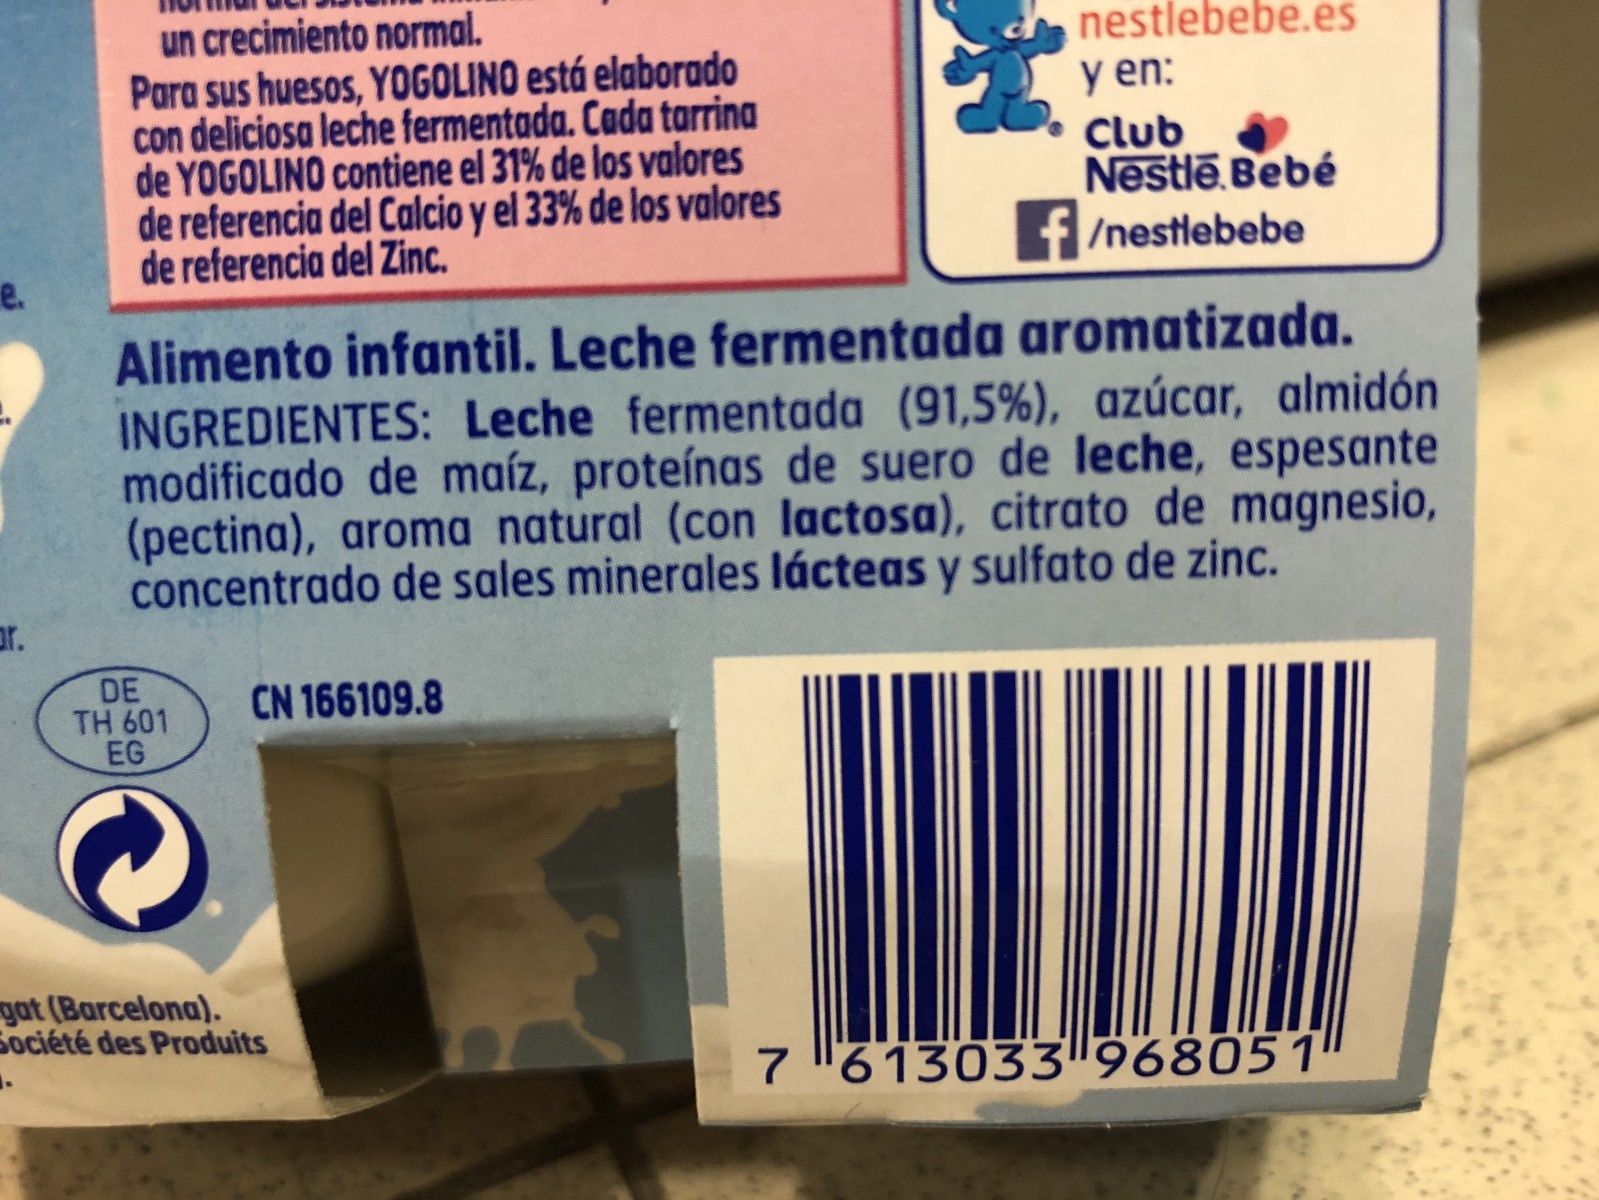 un crecimiento normal.
Para sus huesos, YOGOLINO está elaborado
con deliciosa leche fermentada. Cada tarrina
de YOGOLINO contiene el 31% de los valores
de referencia del Calcio y el 33% de los valores
de referencia del Zinc.
nestlebebe.es
y en:
Club
Nestlé Bebé
f /nestlebebe
e.
Alimento infantil. Leche fermentada aromatizada.
INGREDIENTES: Leche fermentada (91,5%), azúcar, almidón
modificado de maíz, proteínas de suero de leche, espesante
(pectina), aroma natural (con lactosa), citrato de magnesio,
concentrado de sales minerales lácteas y sulfato de zinc.
ar.
DE
TH 601
EG
CN 166109.8
gat (Barcelona).
Société des Produits
7 613033 968051